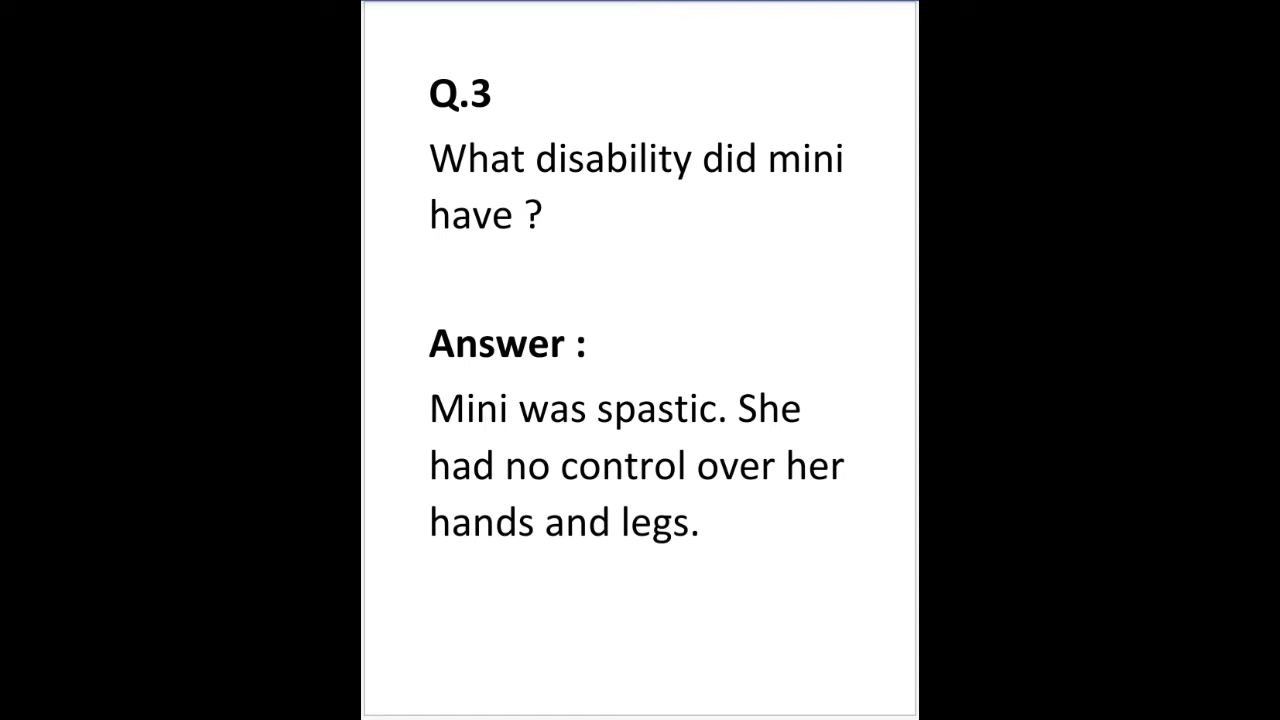 Q.3
What disability did mini
have ?
Answer :
Mini was spastic. She
had no control over her
hands and legs.